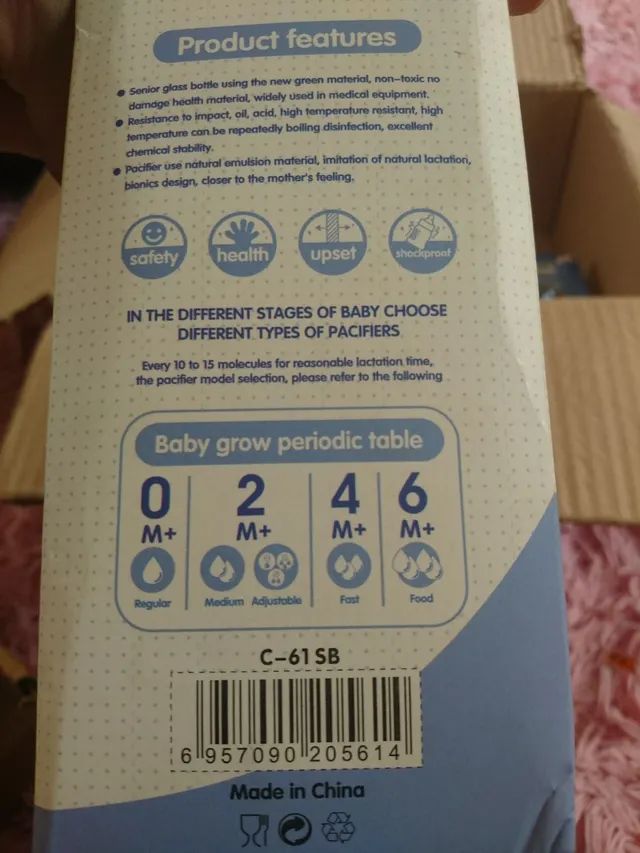 Product features
Senior glass bottle using the new green material, non-toxic no
damage health material, widely used in medical equipment.
Resistance to impact, oil, acid, high temperature resistant, high
temperature can be repeatedly boiling disinfection, excellent
chemical stability.
Pacifier use natural emulsion material, imitation of natural lactation,
bionics design, closer to the mother's feeling.
safety health upset shockproof
IN THE DIFFERENT STAGES OF BABY CHOOSE
DIFFERENT TYPES OF PACIFIERS
Every 10 to 15 molecules for reasonable lactation time,
the pacifier model selection, please refer to the following
Baby grow periodic table
0 2 4 6
M+ M+ M+ M+
Regular Medium Adjustable Fast Food
C-61 SB
6 957090 205614
Made in China